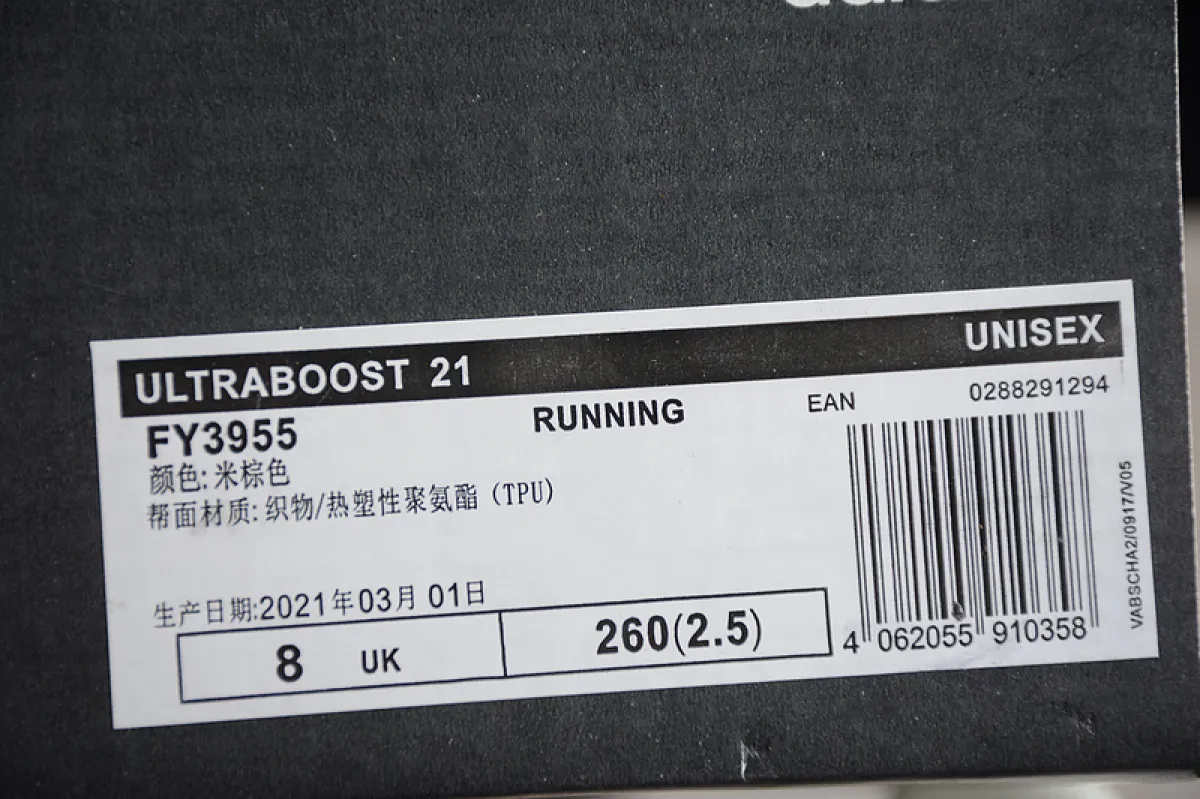 ULTRABOOST 21 UNISEX
FY3955 RUNNING EAN 0288291294
颜色:米棕色
帮面材质:织物/热塑性聚氨酯（TPU）
生产日期:2021年03月01日
8 UK 260(2.5)
4 062055 910358
VABSCHA2/0917/V05